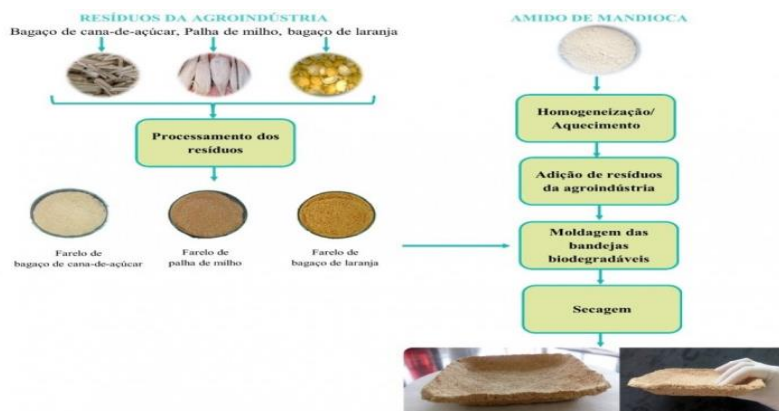 RESÍDUOS DA AGROINDÚSTRIA
Bagaço de cana-de-açúcar, Palha de milho, bagaço de laranja
Processamento dos
resíduos
Farelo de
bagaço de cana-de-açúcar
Farelo de
palha de milho
Farelo de
bagaço de laranja
AMIDO DE MANDIOCA
Homogeneização/
Aquecimento
Adição de resíduos
da agroindústria
Moldagem das
bandejas
biodegradáveis
Secagem